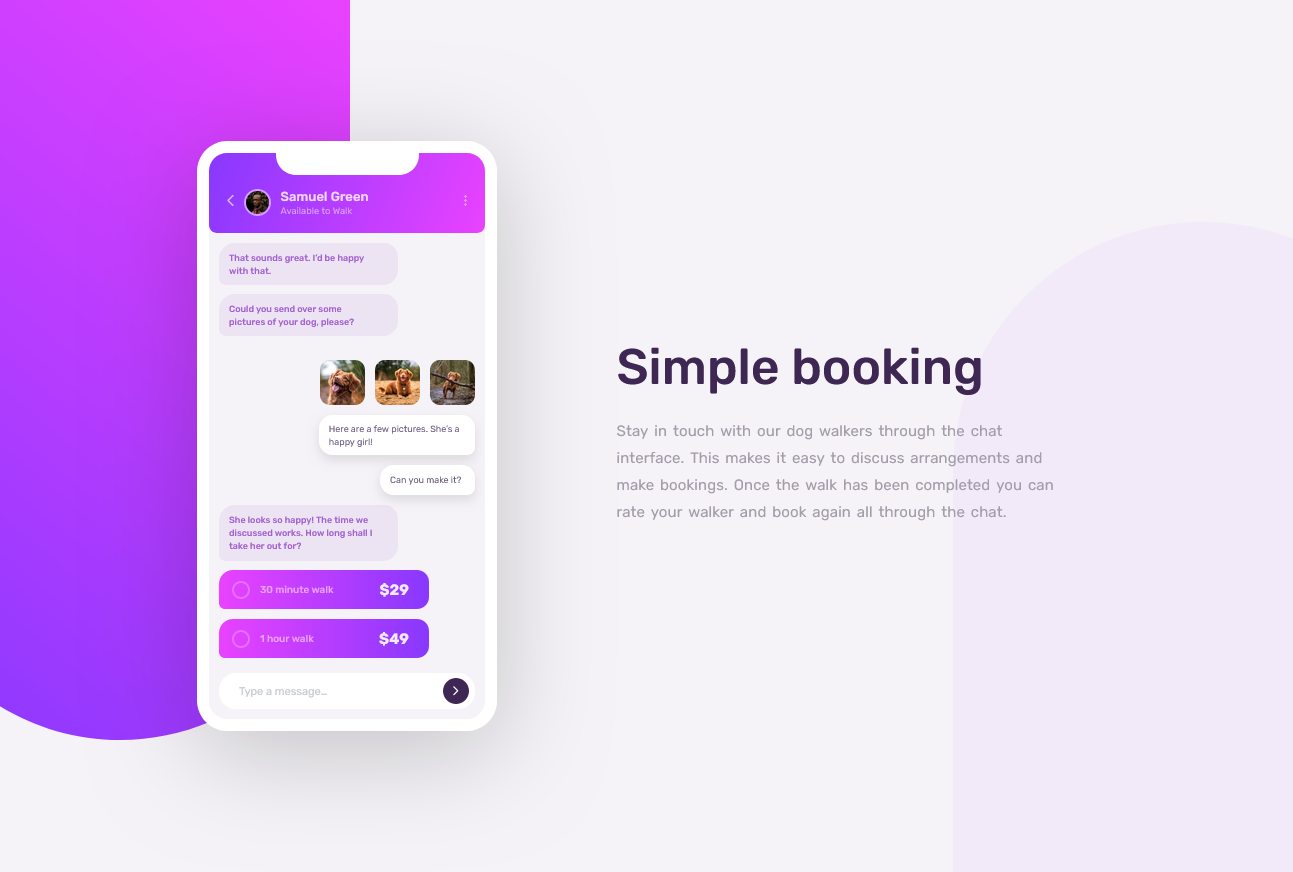 Samuel Green
Available to Walk
That sounds great. I'd be happy
with that.
Could you send over some
pictures of your dog, please?
Here are a few pictures. She's a
happy girl!
Can you make it?
She looks so happy! The time we
discussed works. How long shall I
take her out for?
30 minute walk $29
1 hour walk $49
Type a message…
Simple booking
Stay in touch with our dog walkers through the chat
interface. This makes it easy to discuss arrangements and
make bookings. Once the walk has been completed you can
rate your walker and book again all through the chat.